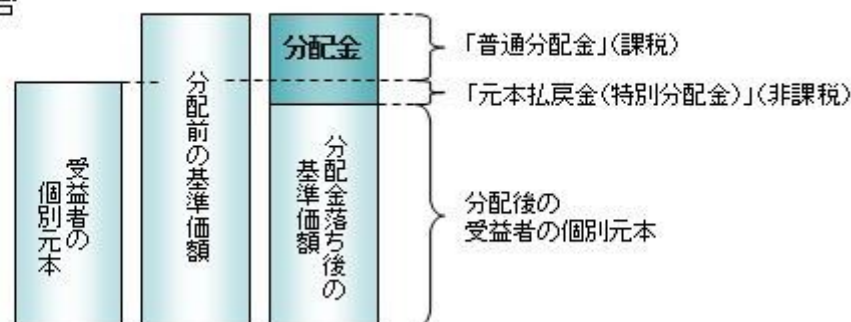 分配金
「普通分配金」(課税)
「元本払戻金(特別分配金)」(非課税)
受益者の
個別元本
分配前の基準価額
分配金落ち後の
基準価額
分配後の
受益者の個別元本